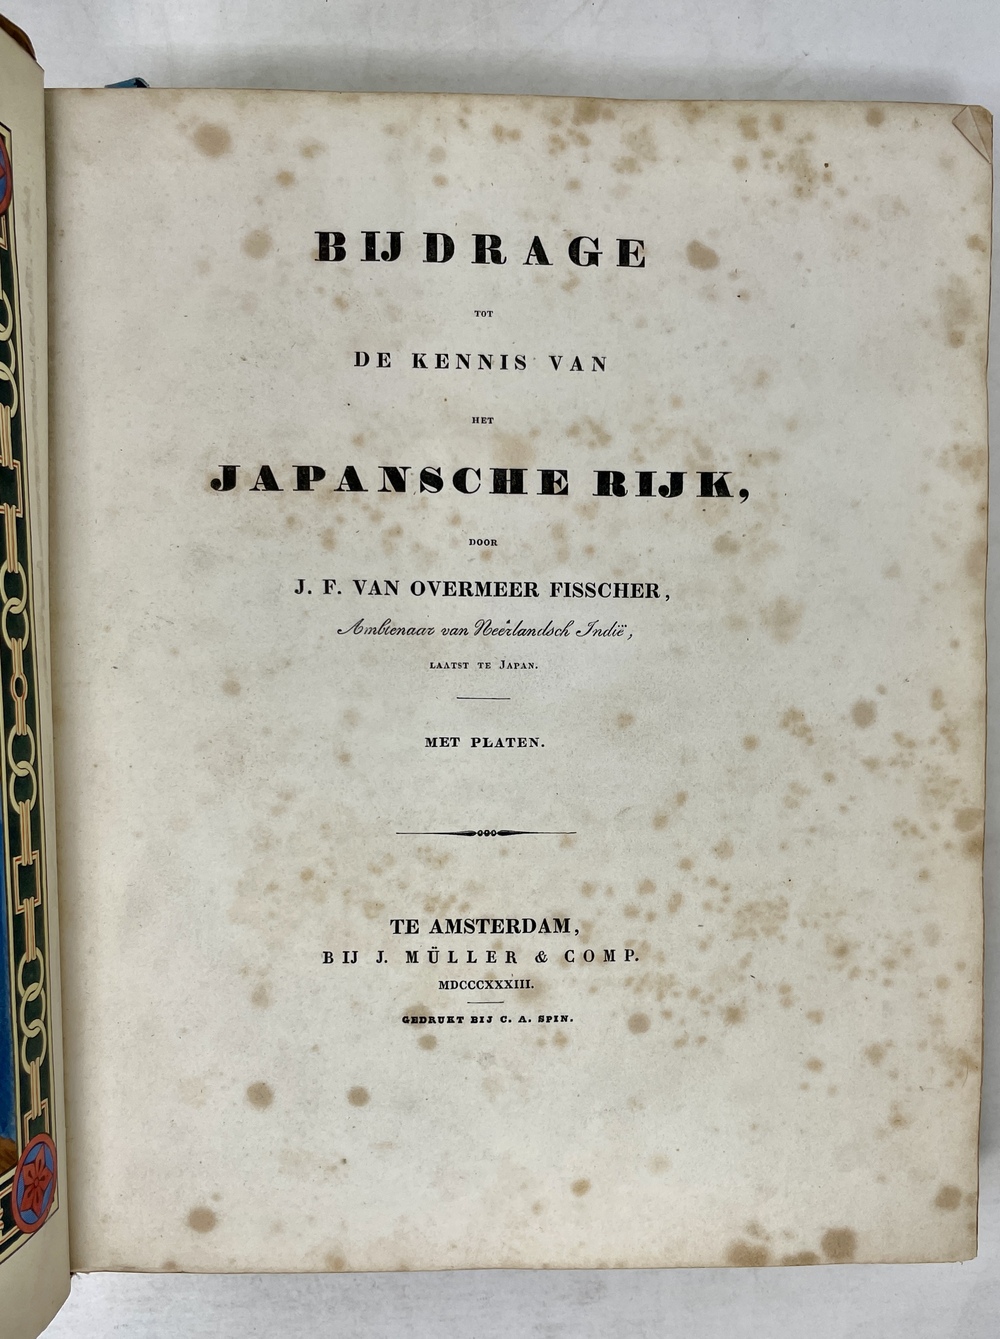 BIJDRAGE
TOT
DE KENNIS VAN
HET
JAPANSCHE RIJK,
DOOR
J. F. VAN OVERMEER FISSCHER,
Ambtenaar van Neêrlandsch Indië,
LAATST TE JAPAN.
MET PLATEN.
TE AMSTERDAM,
BIJ J. MÜLLER & COMP.
MDCCCXXXIII.
GEDRUKT BIJ C. A. SPIN.